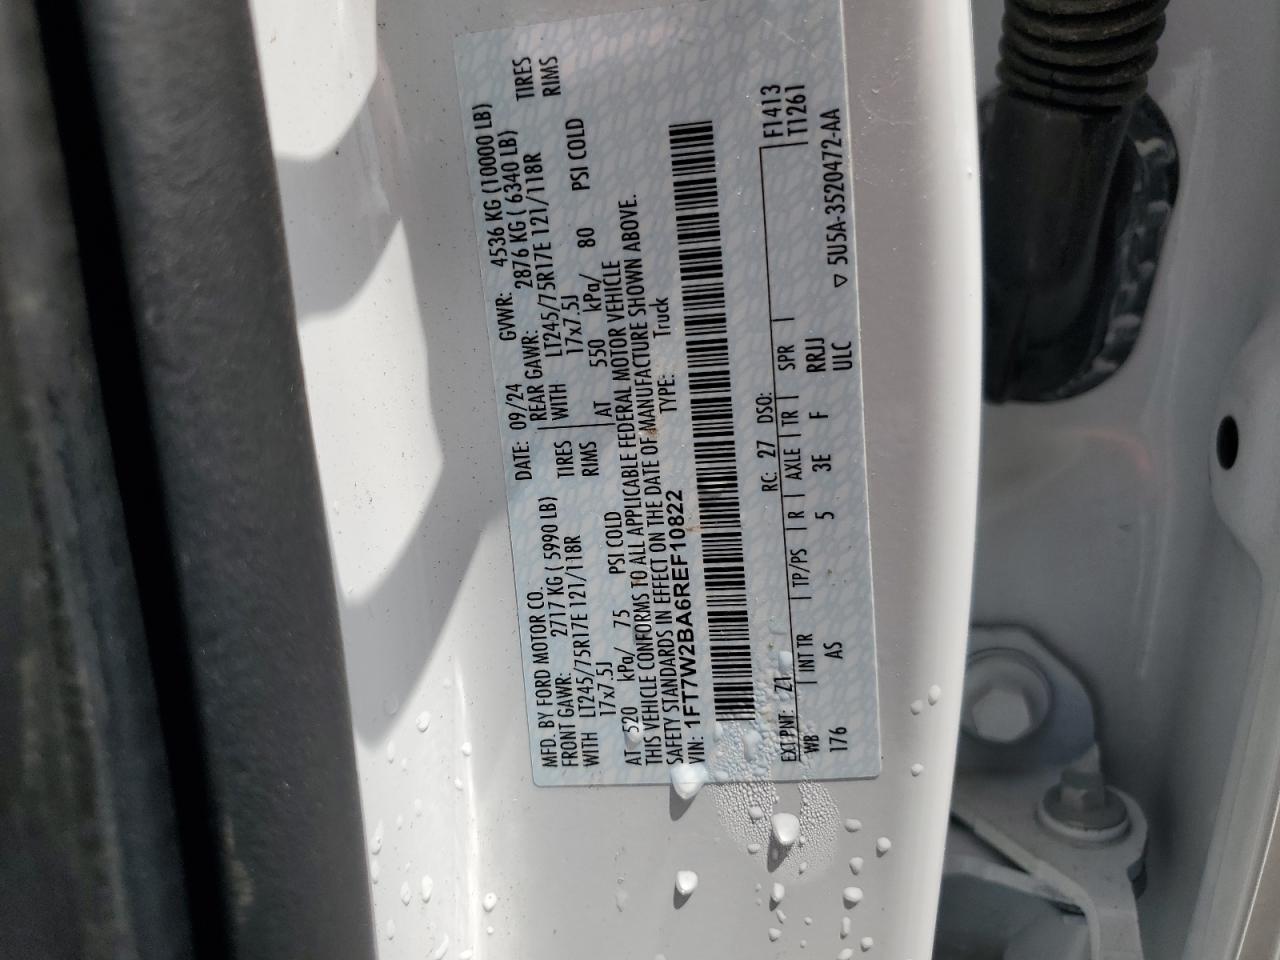 MFD. BY FORD MOTOR CO.
DATE: 09/24 GVWR: 4536 KG (10000 LB)
FRONT GAWR: 2717 KG ( 5990 LB)
REAR GAWR: 2876 KG ( 6340 LB)
WITH LT245/75R17E 121/118R TIRES
WITH LT245/75R17E 121/118R TIRES
17x7.5J RIMS
17x7.5J RIMS
AT 520 kPa/ 75 PSI COLD
AT 550 kPa/ 80 PSI COLD
THIS VEHICLE CONFORMS TO ALL APPLICABLE FEDERAL MOTOR VEHICLE
SAFETY STANDARDS IN EFFECT ON THE DATE OF MANUFACTURE SHOWN ABOVE.
VIN: 1FT7W2BA6REF10822 TYPE: Truck
F1413
T1261
EXT PNT: Z1 RC: 27 DSO:
WB INT TR TP/PS R AXLE TR SPR
176 AS 5 3E F RRJJ
ULC
▽ 5U5A-3520472-AA